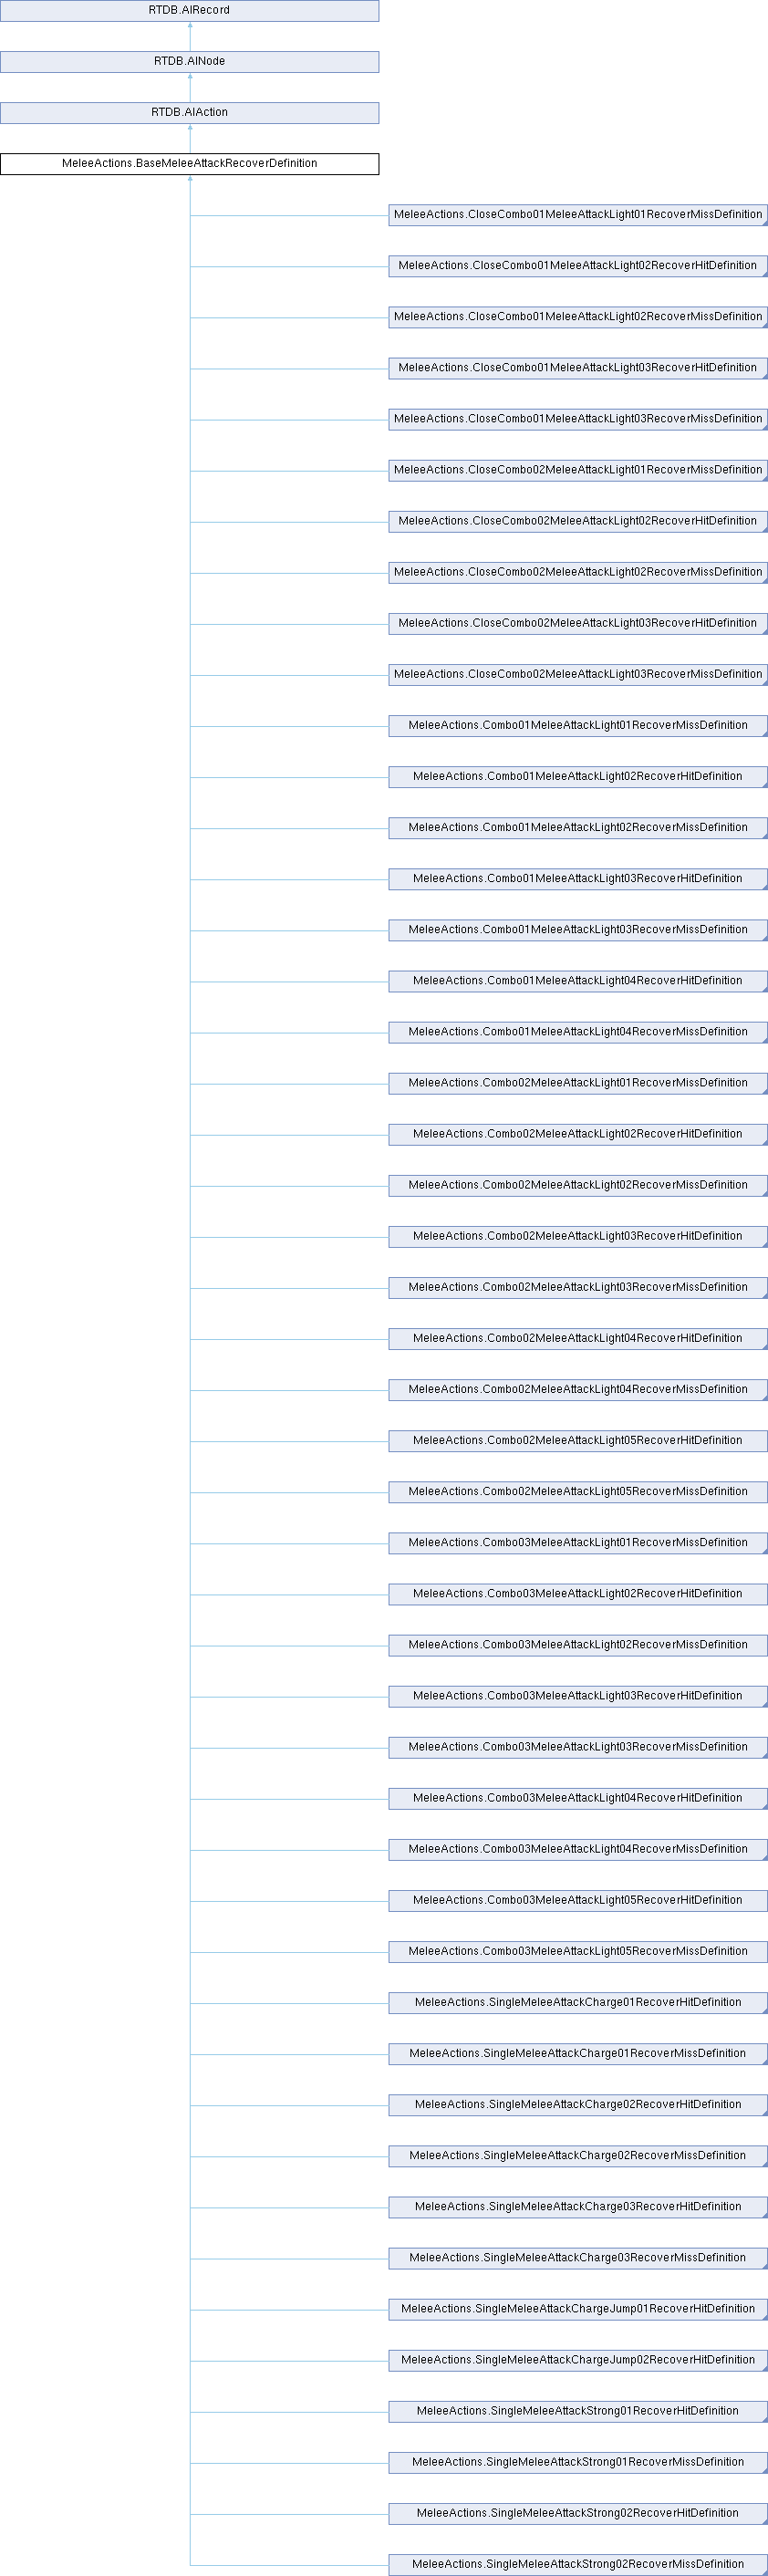 RTDB.AIRecord
RTDB.AINode
RTDB.AIAction
MeleeActions.BaseMeleeAttackRecoverDefinition
MeleeActions.CloseCombo01MeleeAttackLight01RecoverMissDefinition
MeleeActions.CloseCombo01MeleeAttackLight02RecoverHitDefinition
MeleeActions.CloseCombo01MeleeAttackLight02RecoverMissDefinition
MeleeActions.CloseCombo01MeleeAttackLight03RecoverHitDefinition
MeleeActions.CloseCombo01MeleeAttackLight03RecoverMissDefinition
MeleeActions.CloseCombo02MeleeAttackLight01RecoverMissDefinition
MeleeActions.CloseCombo02MeleeAttackLight02RecoverHitDefinition
MeleeActions.CloseCombo02MeleeAttackLight02RecoverMissDefinition
MeleeActions.CloseCombo02MeleeAttackLight03RecoverHitDefinition
MeleeActions.CloseCombo02MeleeAttackLight03RecoverMissDefinition
MeleeActions.Combo01MeleeAttackLight01RecoverMissDefinition
MeleeActions.Combo01MeleeAttackLight02RecoverHitDefinition
MeleeActions.Combo01MeleeAttackLight02RecoverMissDefinition
MeleeActions.Combo01MeleeAttackLight03RecoverHitDefinition
MeleeActions.Combo01MeleeAttackLight03RecoverMissDefinition
MeleeActions.Combo01MeleeAttackLight04RecoverHitDefinition
MeleeActions.Combo01MeleeAttackLight04RecoverMissDefinition
MeleeActions.Combo02MeleeAttackLight01RecoverMissDefinition
MeleeActions.Combo02MeleeAttackLight02RecoverHitDefinition
MeleeActions.Combo02MeleeAttackLight02RecoverMissDefinition
MeleeActions.Combo02MeleeAttackLight03RecoverHitDefinition
MeleeActions.Combo02MeleeAttackLight03RecoverMissDefinition
MeleeActions.Combo02MeleeAttackLight04RecoverHitDefinition
MeleeActions.Combo02MeleeAttackLight04RecoverMissDefinition
MeleeActions.Combo02MeleeAttackLight05RecoverHitDefinition
MeleeActions.Combo02MeleeAttackLight05RecoverMissDefinition
MeleeActions.Combo03MeleeAttackLight01RecoverMissDefinition
MeleeActions.Combo03MeleeAttackLight02RecoverHitDefinition
MeleeActions.Combo03MeleeAttackLight02RecoverMissDefinition
MeleeActions.Combo03MeleeAttackLight03RecoverHitDefinition
MeleeActions.Combo03MeleeAttackLight03RecoverMissDefinition
MeleeActions.Combo03MeleeAttackLight04RecoverHitDefinition
MeleeActions.Combo03MeleeAttackLight04RecoverMissDefinition
MeleeActions.Combo03MeleeAttackLight05RecoverHitDefinition
MeleeActions.Combo03MeleeAttackLight05RecoverMissDefinition
MeleeActions.SingleMeleeAttackCharge01RecoverHitDefinition
MeleeActions.SingleMeleeAttackCharge01RecoverMissDefinition
MeleeActions.SingleMeleeAttackCharge02RecoverHitDefinition
MeleeActions.SingleMeleeAttackCharge02RecoverMissDefinition
MeleeActions.SingleMeleeAttackCharge03RecoverHitDefinition
MeleeActions.SingleMeleeAttackCharge03RecoverMissDefinition
MeleeActions.SingleMeleeAttackChargeJump01RecoverHitDefinition
MeleeActions.SingleMeleeAttackChargeJump02RecoverHitDefinition
MeleeActions.SingleMeleeAttackStrong01RecoverHitDefinition
MeleeActions.SingleMeleeAttackStrong01RecoverMissDefinition
MeleeActions.SingleMeleeAttackStrong02RecoverHitDefinition
MeleeActions.SingleMeleeAttackStrong02RecoverMissDefinition